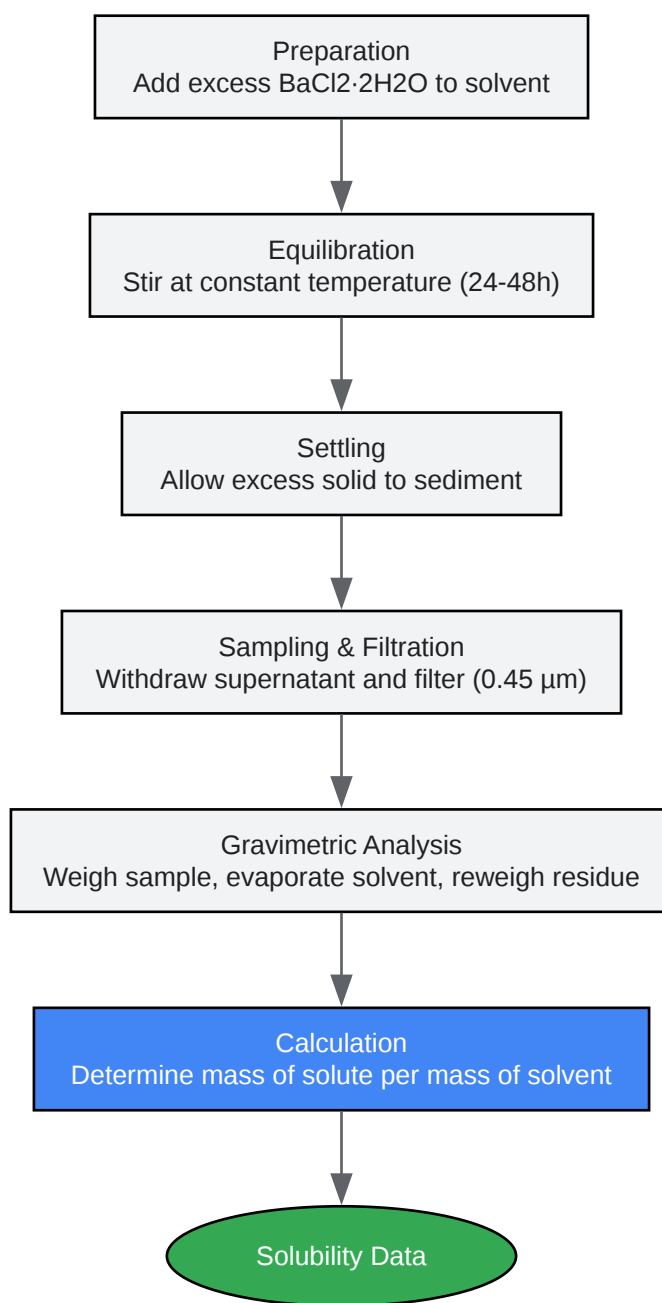 Preparation
Add excess BaCl2·2H2O to solvent
Equilibration
Stir at constant temperature (24-48h)
Settling
Allow excess solid to sediment
Sampling & Filtration
Withdraw supernatant and filter (0.45 µm)
Gravimetric Analysis
Weigh sample, evaporate solvent, reweigh residue
Calculation
Determine mass of solute per mass of solvent
Solubility Data